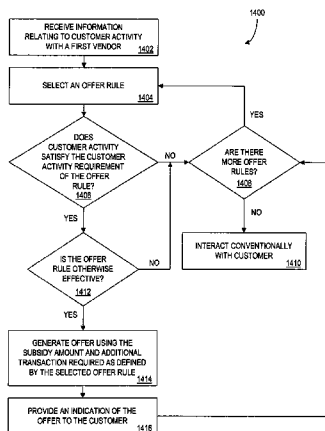 1400
RECEIVE INFORMATION
RELATING TO CUSTOMER ACTIVITY
WITH A FIRST VENDOR
1402
SELECT AN OFFER RULE
1404
DOES
CUSTOMER ACTIVITY
SATISFY THE CUSTOMER
ACTIVITY REQUIREMENT
OF THE OFFER
RULE?
1406
NO
YES
ARE THERE
MORE OFFER
RULES?
1408
YES
NO
INTERACT CONVENTIONALLY
WITH CUSTOMER
1410
IS THE OFFER
RULE OTHERWISE
EFFECTIVE?
1412
NO
YES
GENERATE OFFER USING THE
SUBSIDY AMOUNT AND ADDITIONAL
TRANSACTION REQUIRED AS DEFINED
BY THE SELECTED OFFER RULE
1414
PROVIDE AN INDICATION OF THE
OFFER TO THE CUSTOMER
1416